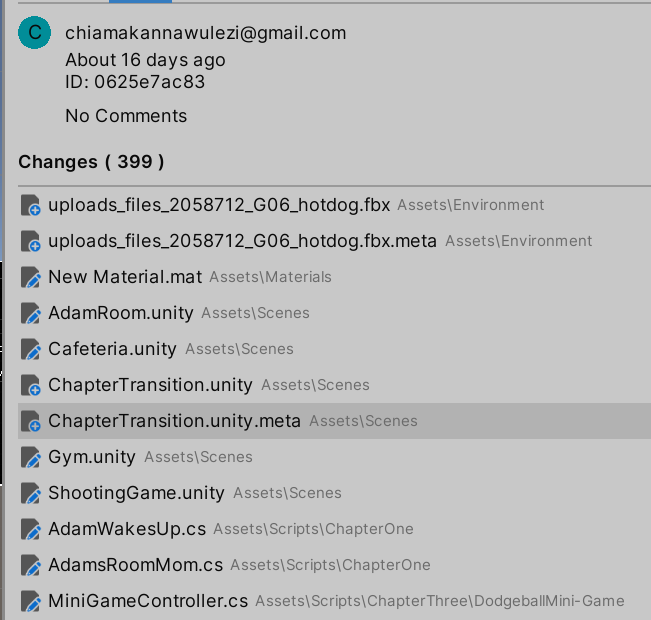 C chiamakannawulezi@gmail.com
About 16 days ago
ID: 0625e7ac83
No Comments
Changes ( 399 )
uploads_files_2058712_G06_hotdog.fbx Assets\Environment
uploads_files_2058712_G06_hotdog.fbx.meta Assets\Environment
New Material.mat Assets\Materials
AdamRoom.unity Assets\Scenes
Cafeteria.unity Assets\Scenes
ChapterTransition.unity Assets\Scenes
ChapterTransition.unity.meta Assets\Scenes
Gym.unity Assets\Scenes
ShootingGame.unity Assets\Scenes
AdamWakesUp.cs Assets\Scripts\ChapterOne
AdamsRoomMom.cs Assets\Scripts\ChapterOne
MiniGameController.cs Assets\Scripts\ChapterThree\DodgeballMini-Game